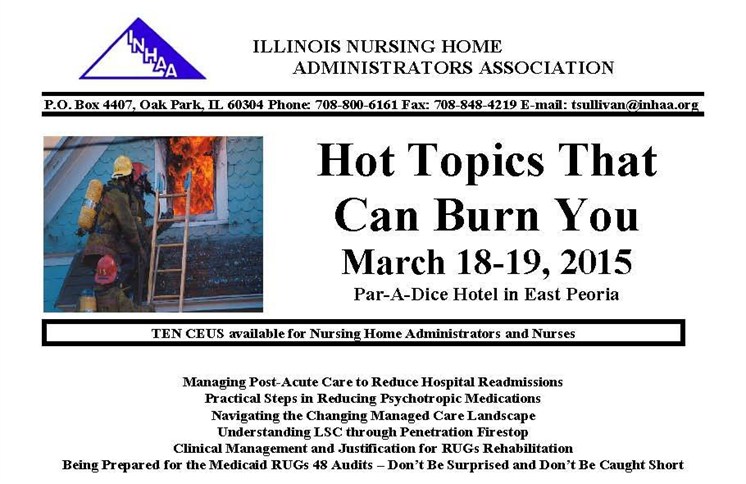 INHAA
ILLINOIS NURSING HOME
ADMINISTRATORS ASSOCIATION
P.O. Box 4407, Oak Park, IL 60304 Phone: 708-800-6161 Fax: 708-848-4219 E-mail: tsullivan@inhaa.org
Hot Topics That
Can Burn You
March 18-19, 2015
Par-A-Dice Hotel in East Peoria
TEN CEUS available for Nursing Home Administrators and Nurses
Managing Post-Acute Care to Reduce Hospital Readmissions
Practical Steps in Reducing Psychotropic Medications
Navigating the Changing Managed Care Landscape
Understanding LSC through Penetration Firestop
Clinical Management and Justification for RUGs Rehabilitation
Being Prepared for the Medicaid RUGs 48 Audits – Don't Be Surprised and Don't Be Caught Short